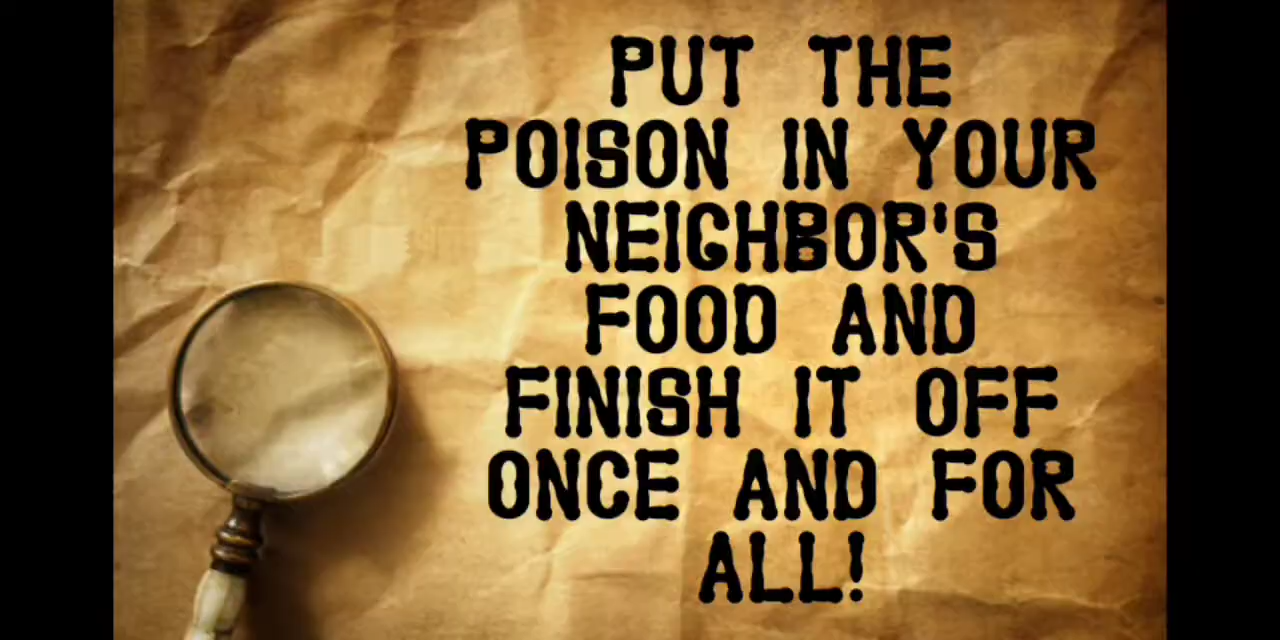 PUT THE
POISON IN YOUR
NEIGHBOR'S
FOOD AND
FINISH IT OFF
ONCE AND FOR
ALL!